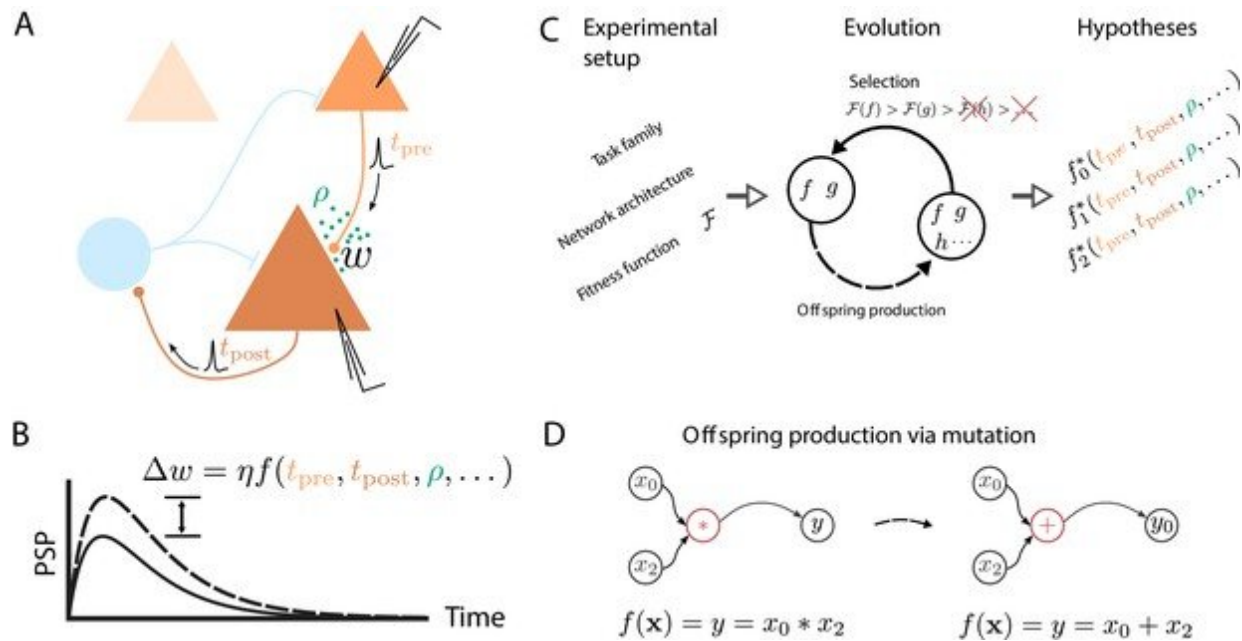 A
t_pre
ρ
w
t_post
B
Δw = ηf(t_pre, t_post, ρ, …)
PSP
Time
C
Experimental setup
Evolution
Hypotheses
Task family
Network architecture
Fitness function
F
Selection
F(f) > F(g) > F(h) > …
f g
f g
h…
Offspring production
f*_0(t_pre, t_post, ρ, …)
f*_1(t_pre, t_post, ρ, …)
f*_2(t_pre, t_post, ρ, …)
D
Offspring production via mutation
x_0
x_2
*
y
f(x) = y = x_0 * x_2
x_0
x_2
+
y_0
f(x) = y = x_0 + x_2